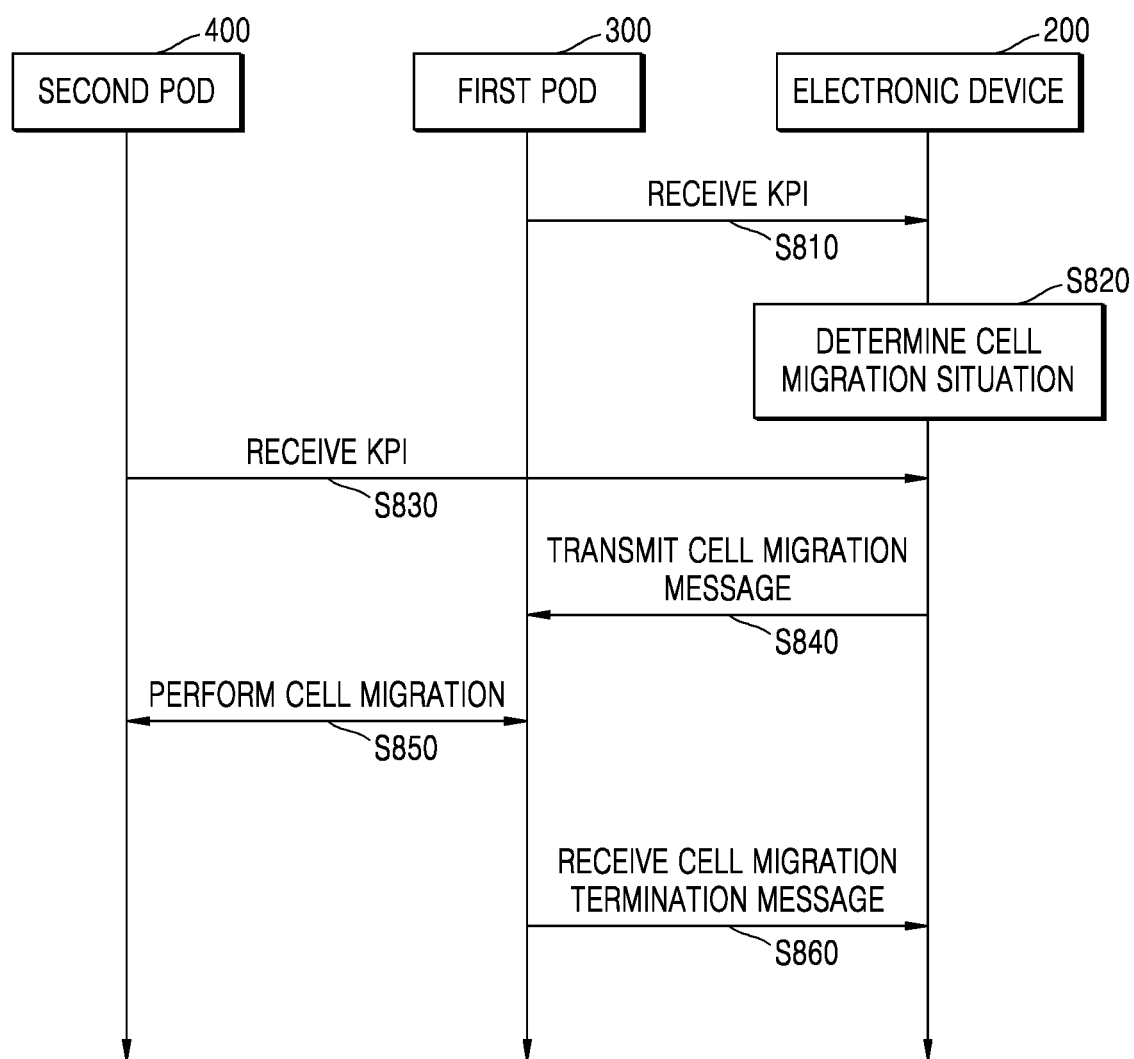 400
300
200
SECOND POD
FIRST POD
ELECTRONIC DEVICE
RECEIVE KPI
S810
S820
DETERMINE CELL
MIGRATION SITUATION
RECEIVE KPI
S830
TRANSMIT CELL MIGRATION
MESSAGE
S840
PERFORM CELL MIGRATION
S850
RECEIVE CELL MIGRATION
TERMINATION MESSAGE
S860